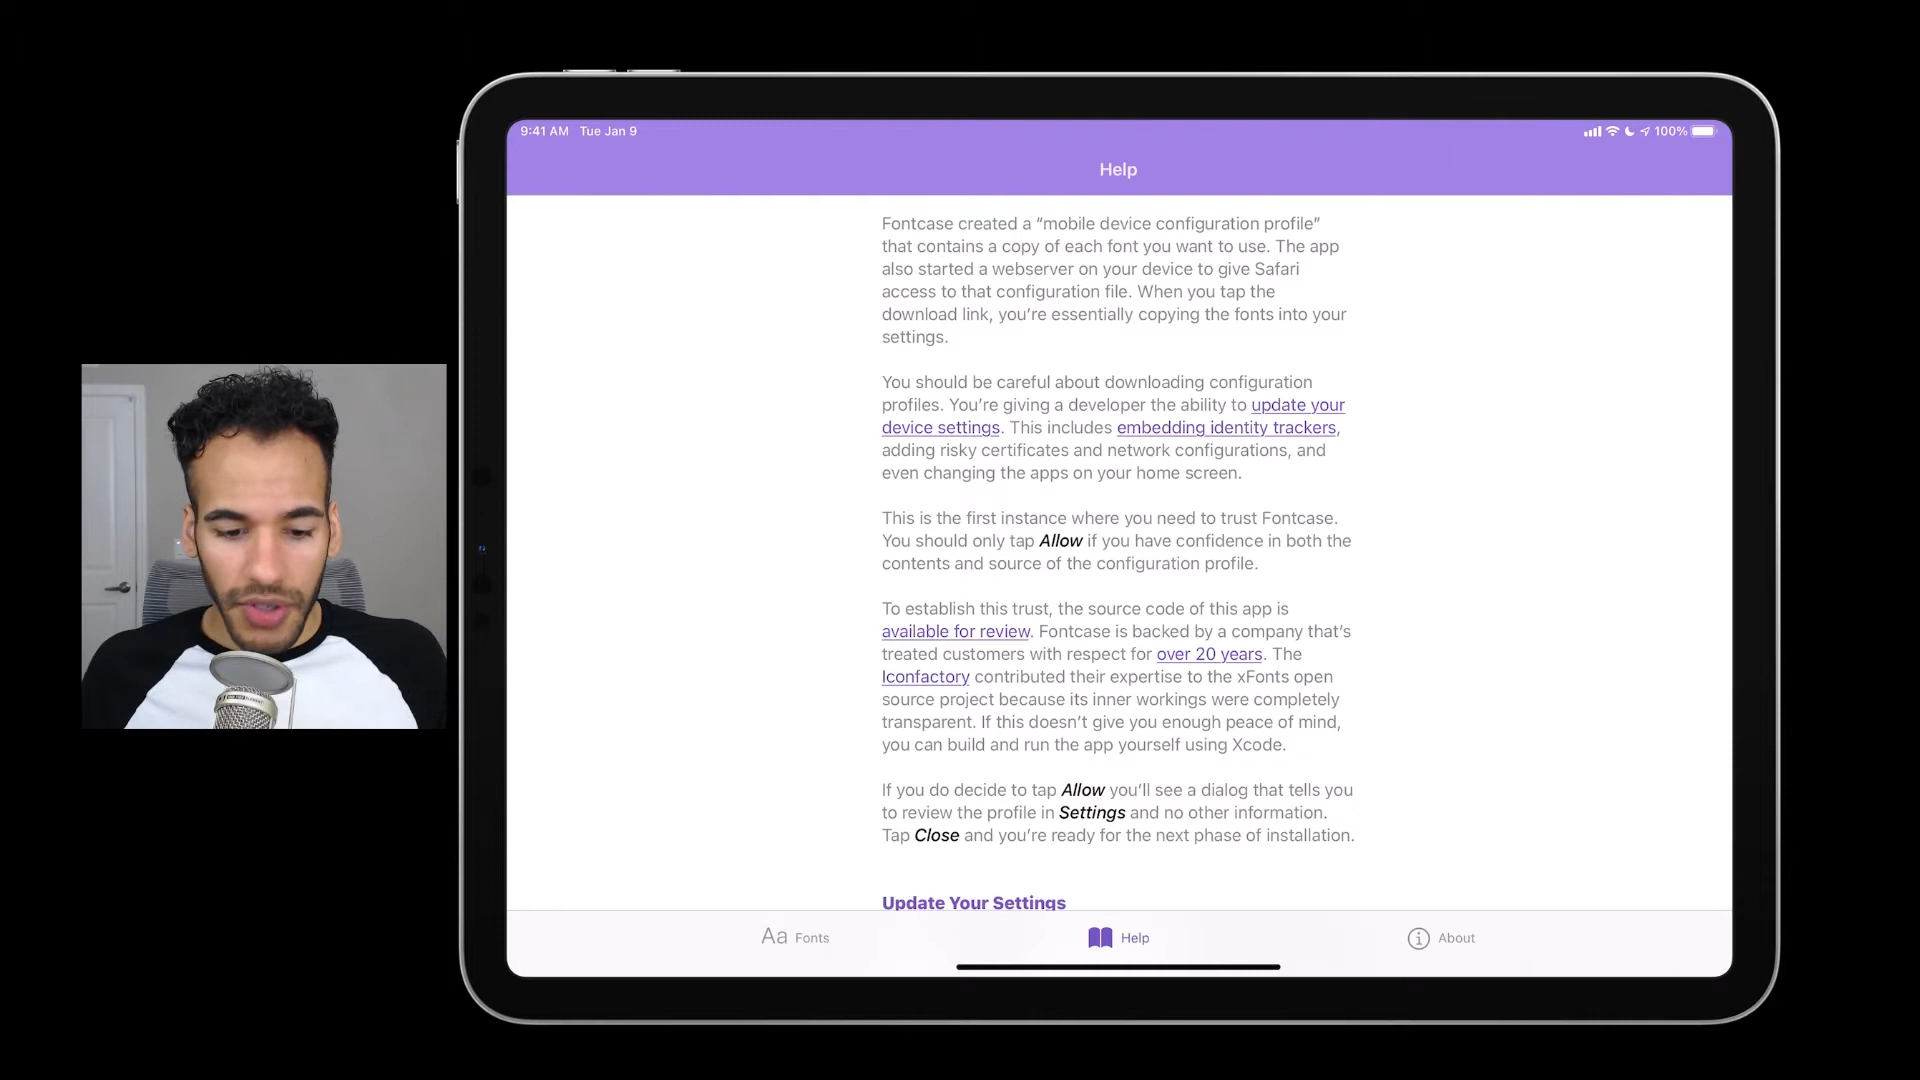 9:41 AM Tue Jan 9
100%
Help
Fontcase created a “mobile device configuration profile”
that contains a copy of each font you want to use. The app
also started a webserver on your device to give Safari
access to that configuration file. When you tap the
download link, you’re essentially copying the fonts into your
settings.
You should be careful about downloading configuration
profiles. You’re giving a developer the ability to update your
device settings. This includes embedding identity trackers,
adding risky certificates and network configurations, and
even changing the apps on your home screen.
This is the first instance where you need to trust Fontcase.
You should only tap Allow if you have confidence in both the
contents and source of the configuration profile.
To establish this trust, the source code of this app is
available for review. Fontcase is backed by a company that’s
treated customers with respect for over 20 years. The
Iconfactory contributed their expertise to the xFonts open
source project because its inner workings were completely
transparent. If this doesn’t give you enough peace of mind,
you can build and run the app yourself using Xcode.
If you do decide to tap Allow you’ll see a dialog that tells you
to review the profile in Settings and no other information.
Tap Close and you’re ready for the next phase of installation.
Update Your Settings
Aa Fonts
Help
About